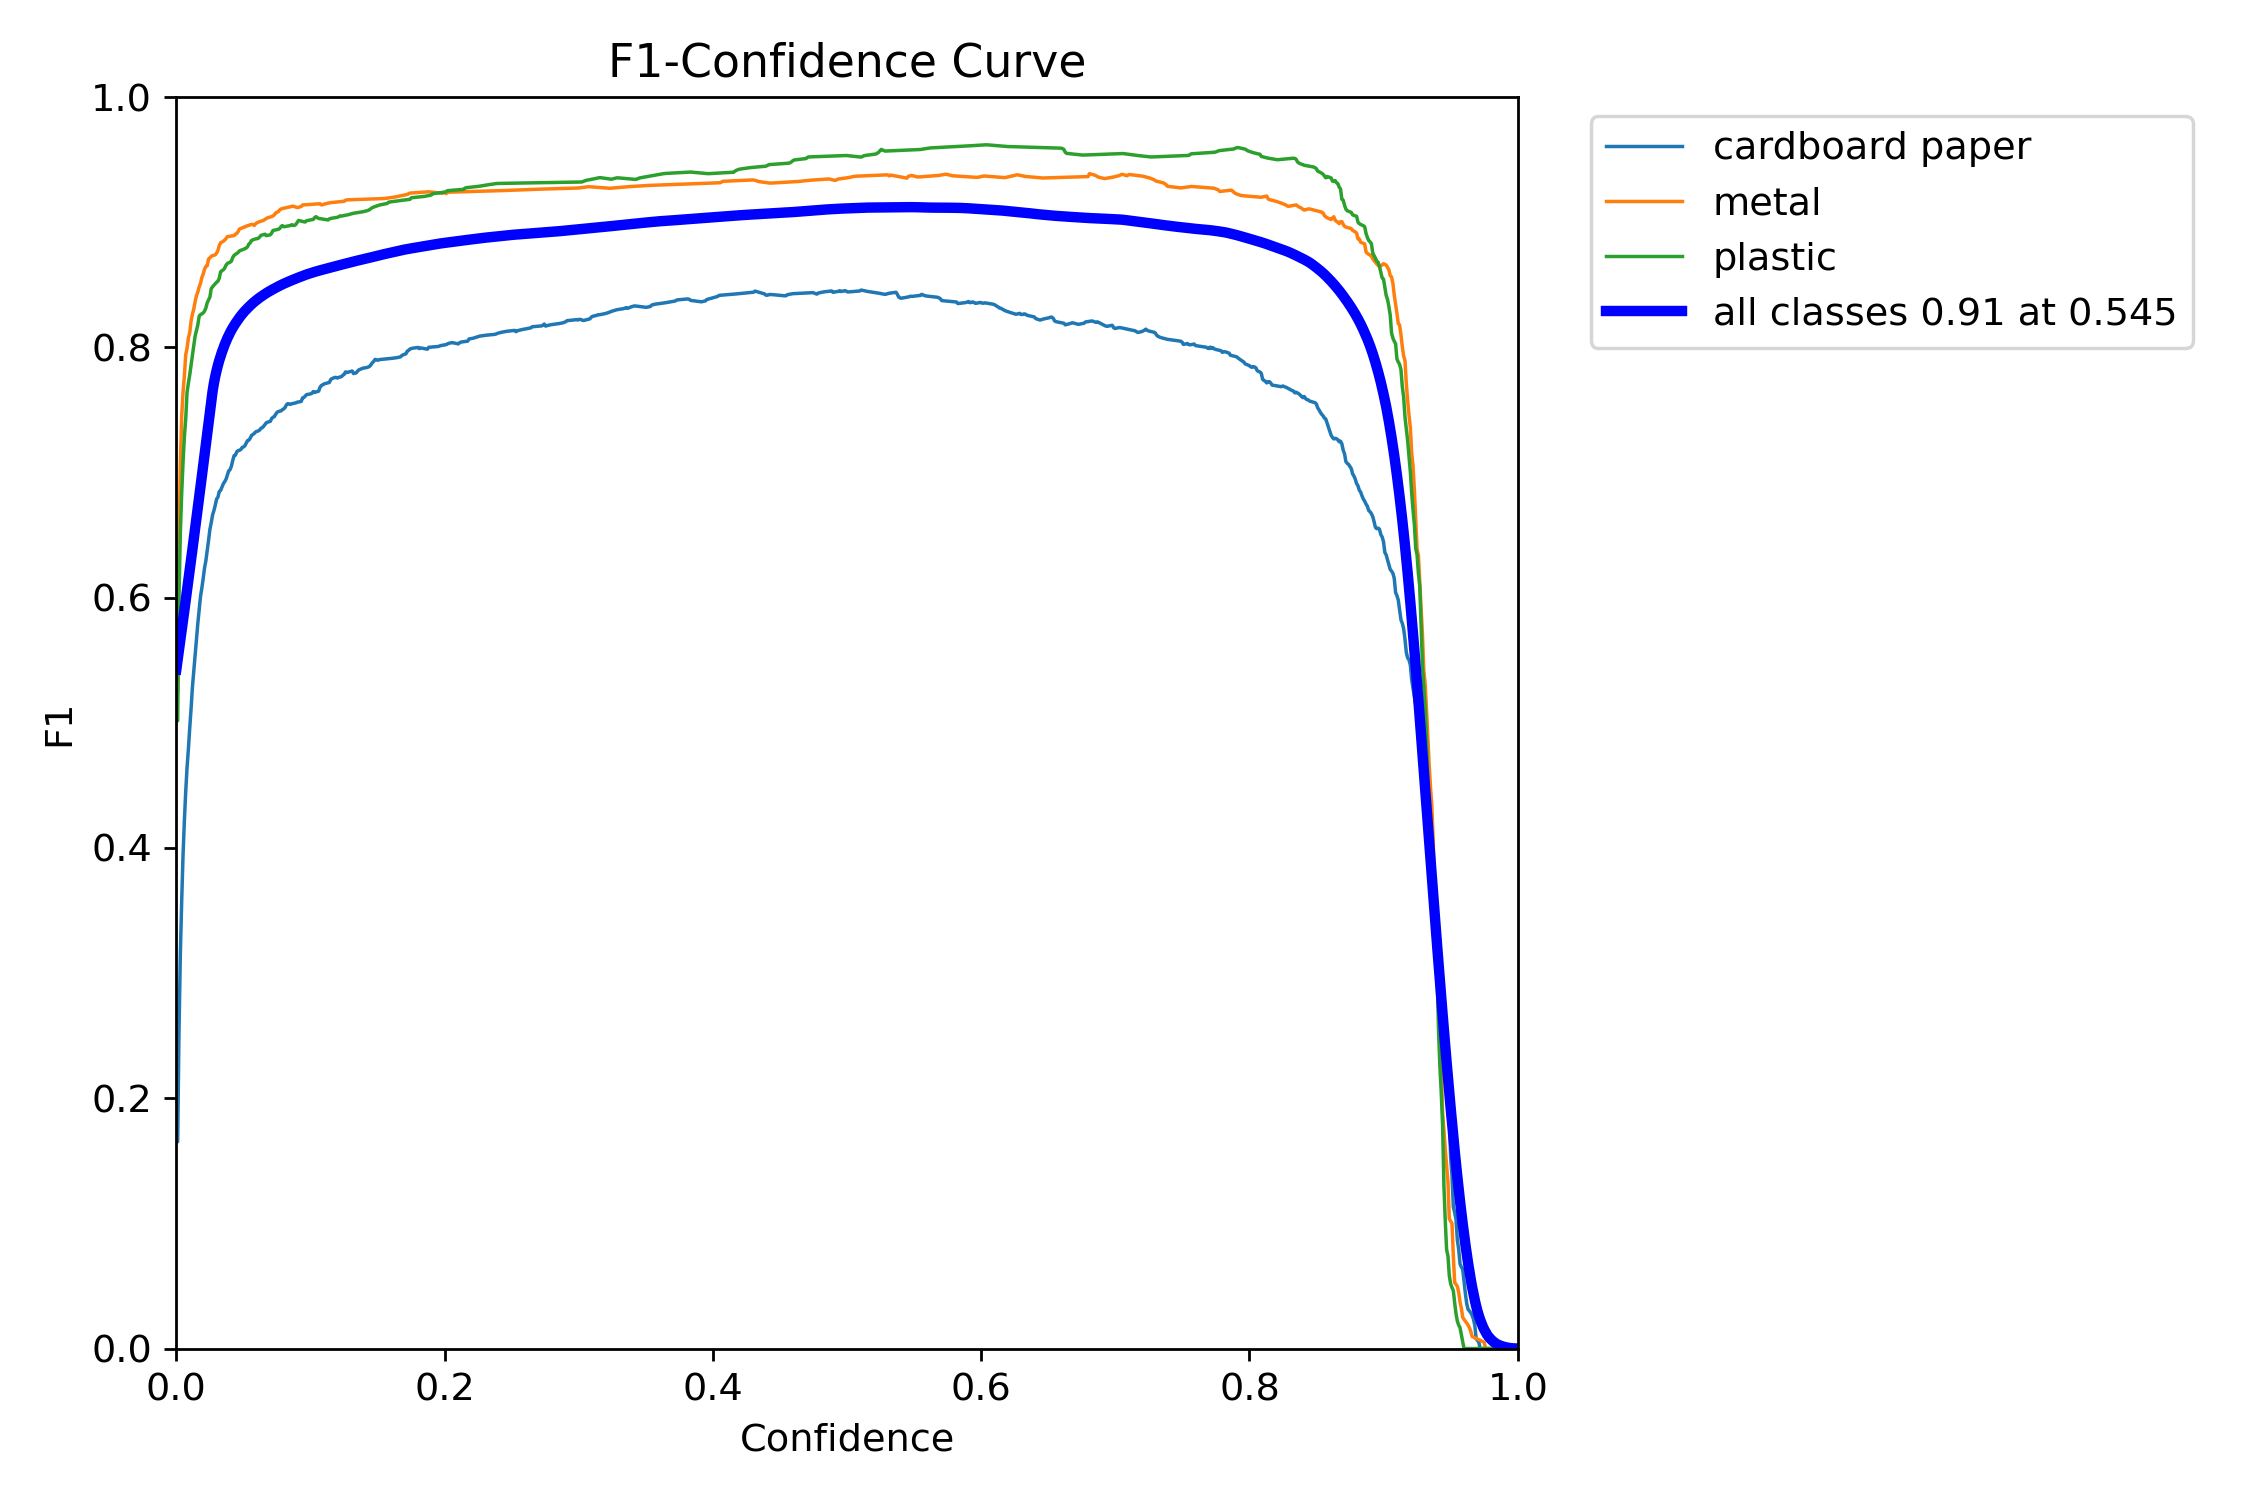 F1-Confidence Curve
1.0
0.8
0.6
0.4
0.2
0.0
F1
0.0 0.2 0.4 0.6 0.8 1.0
Confidence
cardboard paper
metal
plastic
all classes 0.91 at 0.545